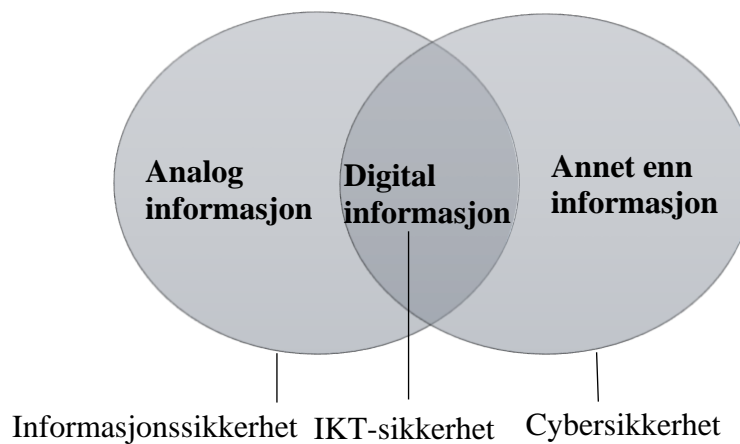 Analog
informasjon
Digital
informasjon
Annet enn
informasjon
Informasjonssikkerhet
IKT-sikkerhet
Cybersikkerhet